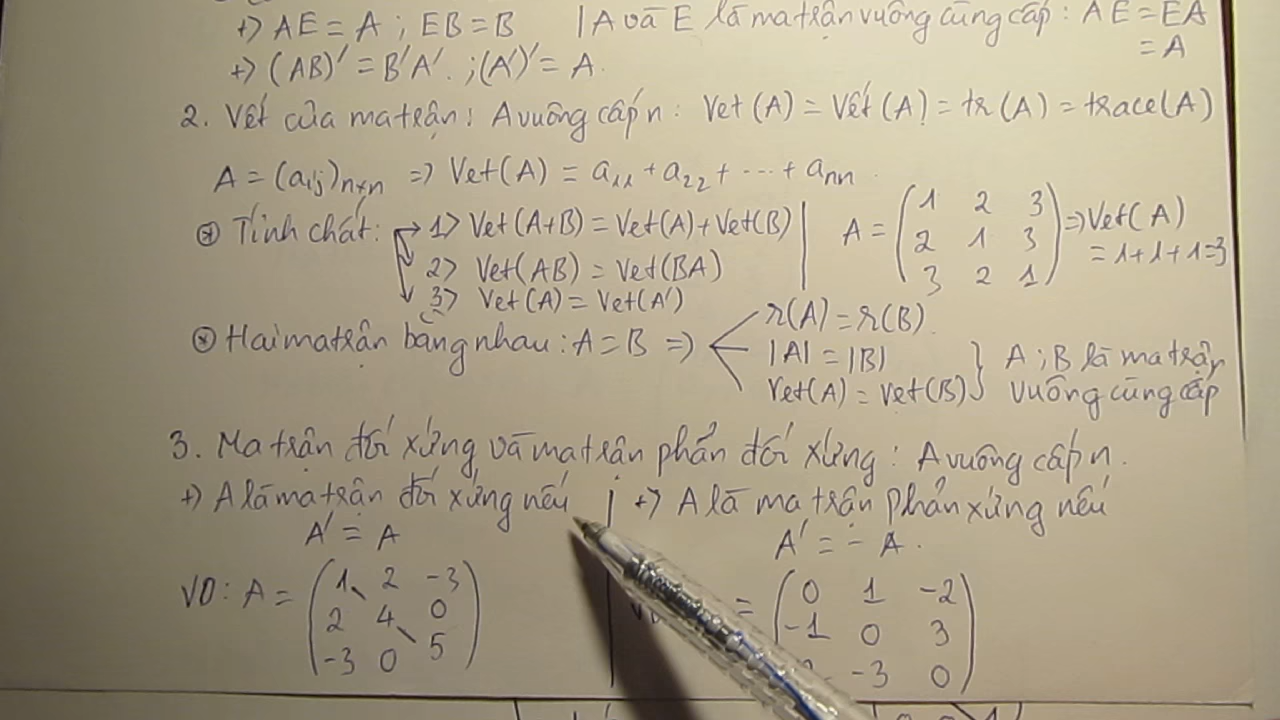 +) AE = A ; EB = B | A và E là ma trận vuông cùng cấp : AE = EA
= A
+) (AB)' = B'A' . ; (A')' = A.
2. Vết của ma trận : A vuông cấp n : Vet(A) = Vết(A) = tr(A) = trace(A)
A = (aij)n×n => Vet(A) = a11 + a22 + ... + ann .
⊛ Tính chất: 1) Vet(A+B) = Vet(A) + Vet(B)
2) Vet(AB) = Vet(BA)
3) Vet(A) = Vet(A')
A = ( 1 2 3
2 1 3
3 2 1 ) => Vet(A)
= 1+1+1=3
⊛ Hai ma trận bằng nhau : A = B =>
r(A) = r(B)
|A| = |B|
Vet(A) = vet(B) } A ; B là ma trận
vuông cùng cấp
3. Ma trận đối xứng và ma trận phản đối xứng : A vuông cấp n .
+) A là ma trận đối xứng nếu
A' = A
VD : A = ( 1 2 -3
2 4 0
-3 0 5 )
+) A là ma trận phản xứng nếu
A' = - A .
= ( 0 1 -2
-1 0 3
-3 0 )